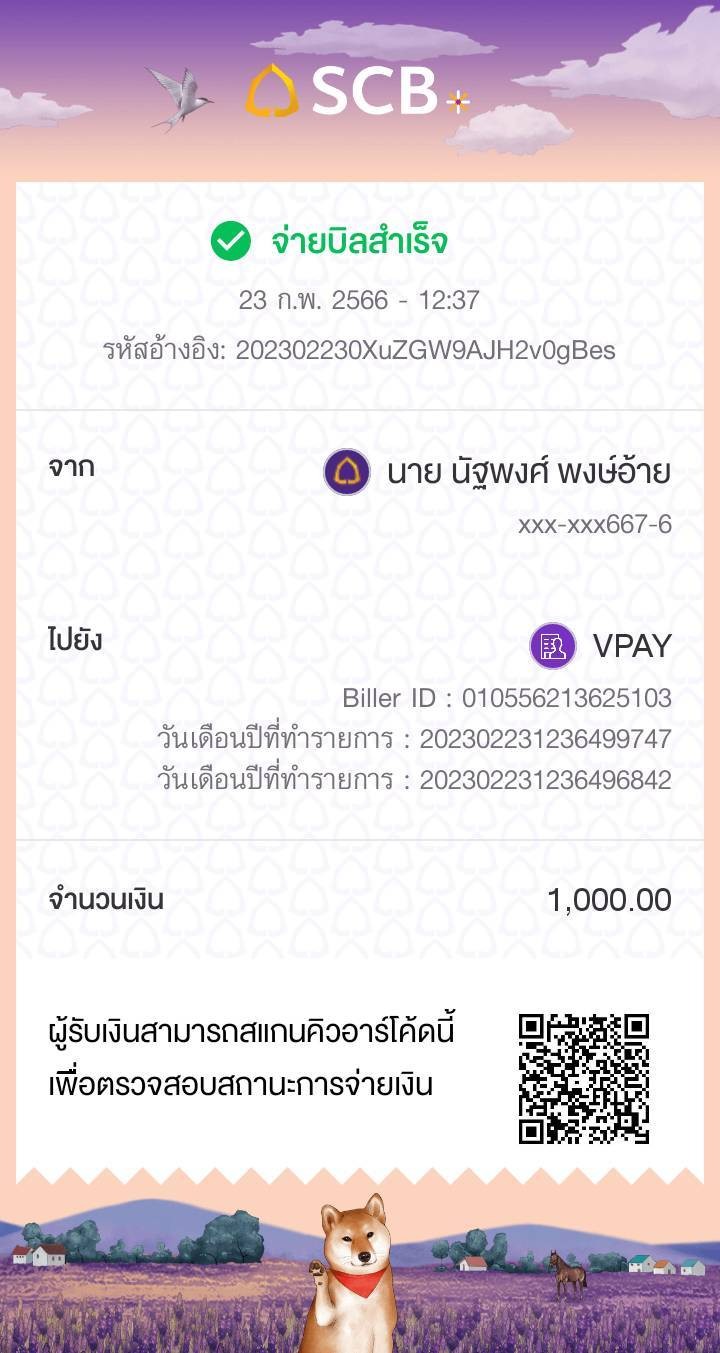 SCB
จ่ายบิลสำเร็จ
23 ก.พ. 2566 - 12:37
รหัสอ้างอิง: 202302230XuZGW9AJH2v0gBes
จาก
นาย นัฐพงศ์ พงษ์อ้าย
xxx-xxx667-6
ไปยัง
VPAY
Biller ID : 010556213625103
วันเดือนปีที่ทำรายการ : 202302231236499747
วันเดือนปีที่ทำรายการ : 202302231236496842
จำนวนเงิน 1,000.00
ผู้รับเงินสามารถสแกนคิวอาร์โค้ดนี้
เพื่อตรวจสอบสถานะการจ่ายเงิน